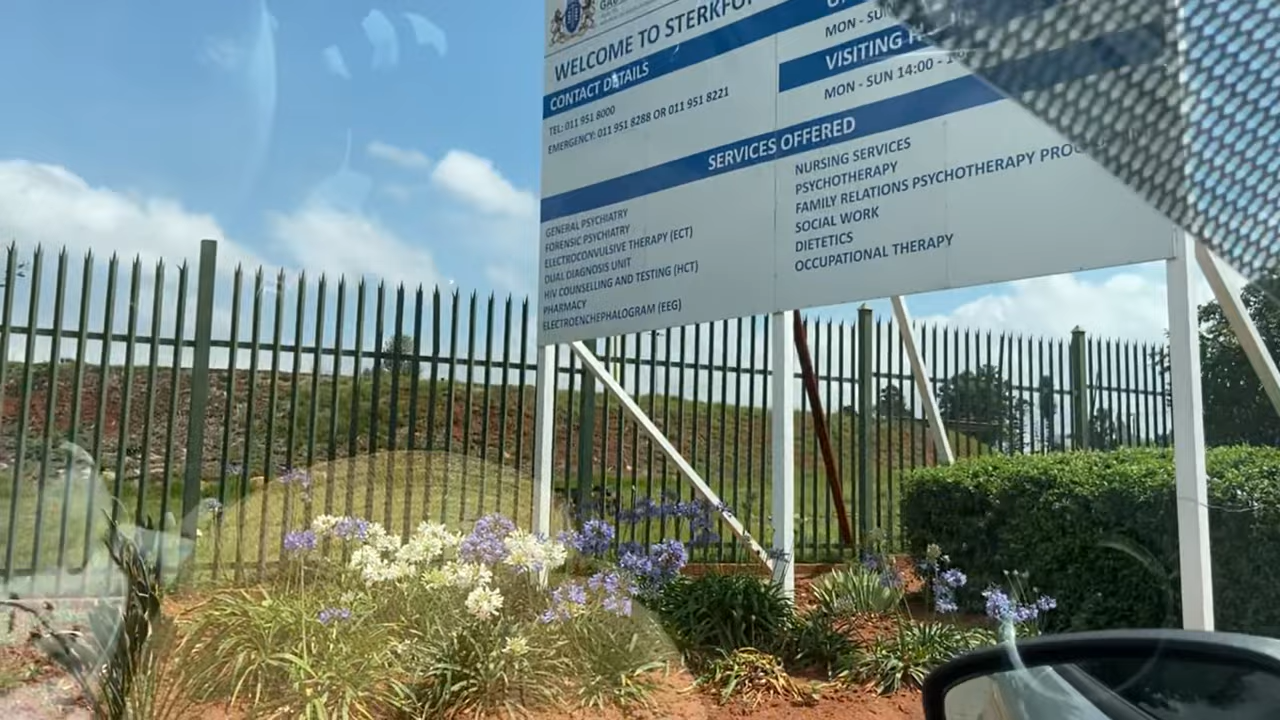 WELCOME TO STERKFO
CONTACT DETAILS
TEL: 011 951 8000
EMERGENCY: 011 951 8288 OR 011 951 8221
MON - SUN
VISITING H
MON - SUN 14:00 -
SERVICES OFFERED
GENERAL PSYCHIATRY
FORENSIC PSYCHIATRY
ELECTROCONVULSIVE THERAPY (ECT)
DUAL DIAGNOSIS UNIT
HIV COUNSELLING AND TESTING (HCT)
PHARMACY
ELECTROENCHEPHALOGRAM (EEG)
NURSING SERVICES
PSYCHOTHERAPY
FAMILY RELATIONS PSYCHOTHERAPY PROG
SOCIAL WORK
DIETETICS
OCCUPATIONAL THERAPY